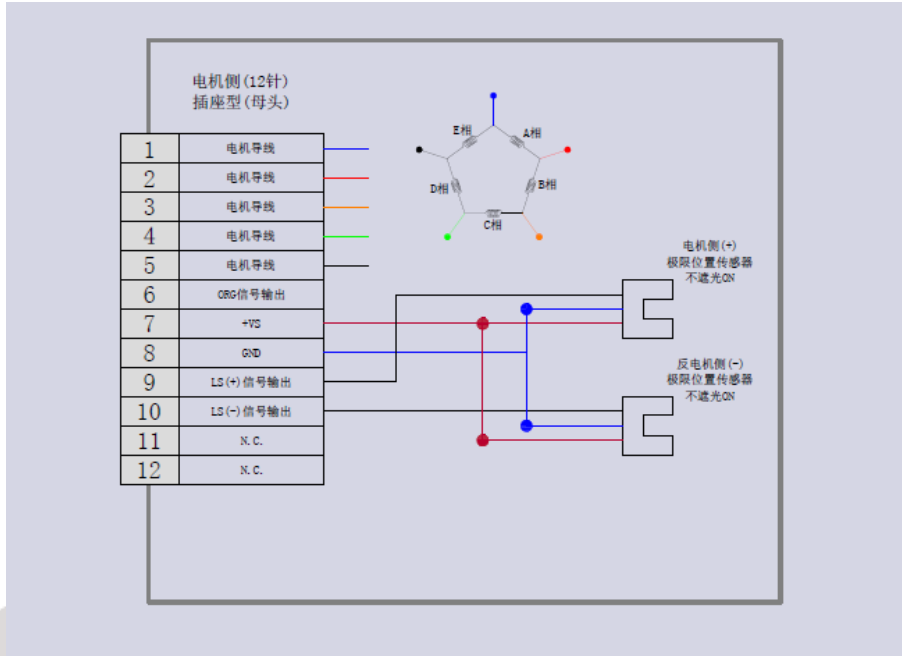 电机侧(12针)
插座型(母头)
1 电机导线
2 电机导线
3 电机导线
4 电机导线
5 电机导线
6 ORG信号输出
7 +VS
8 GND
9 LS(+)信号输出
10 LS(-)信号输出
11 N.C.
12 N.C.
E相
A相
D相
B相
C相
电机侧(+)
极限位置传感器
不遮光ON
反电机侧(-)
极限位置传感器
不遮光ON